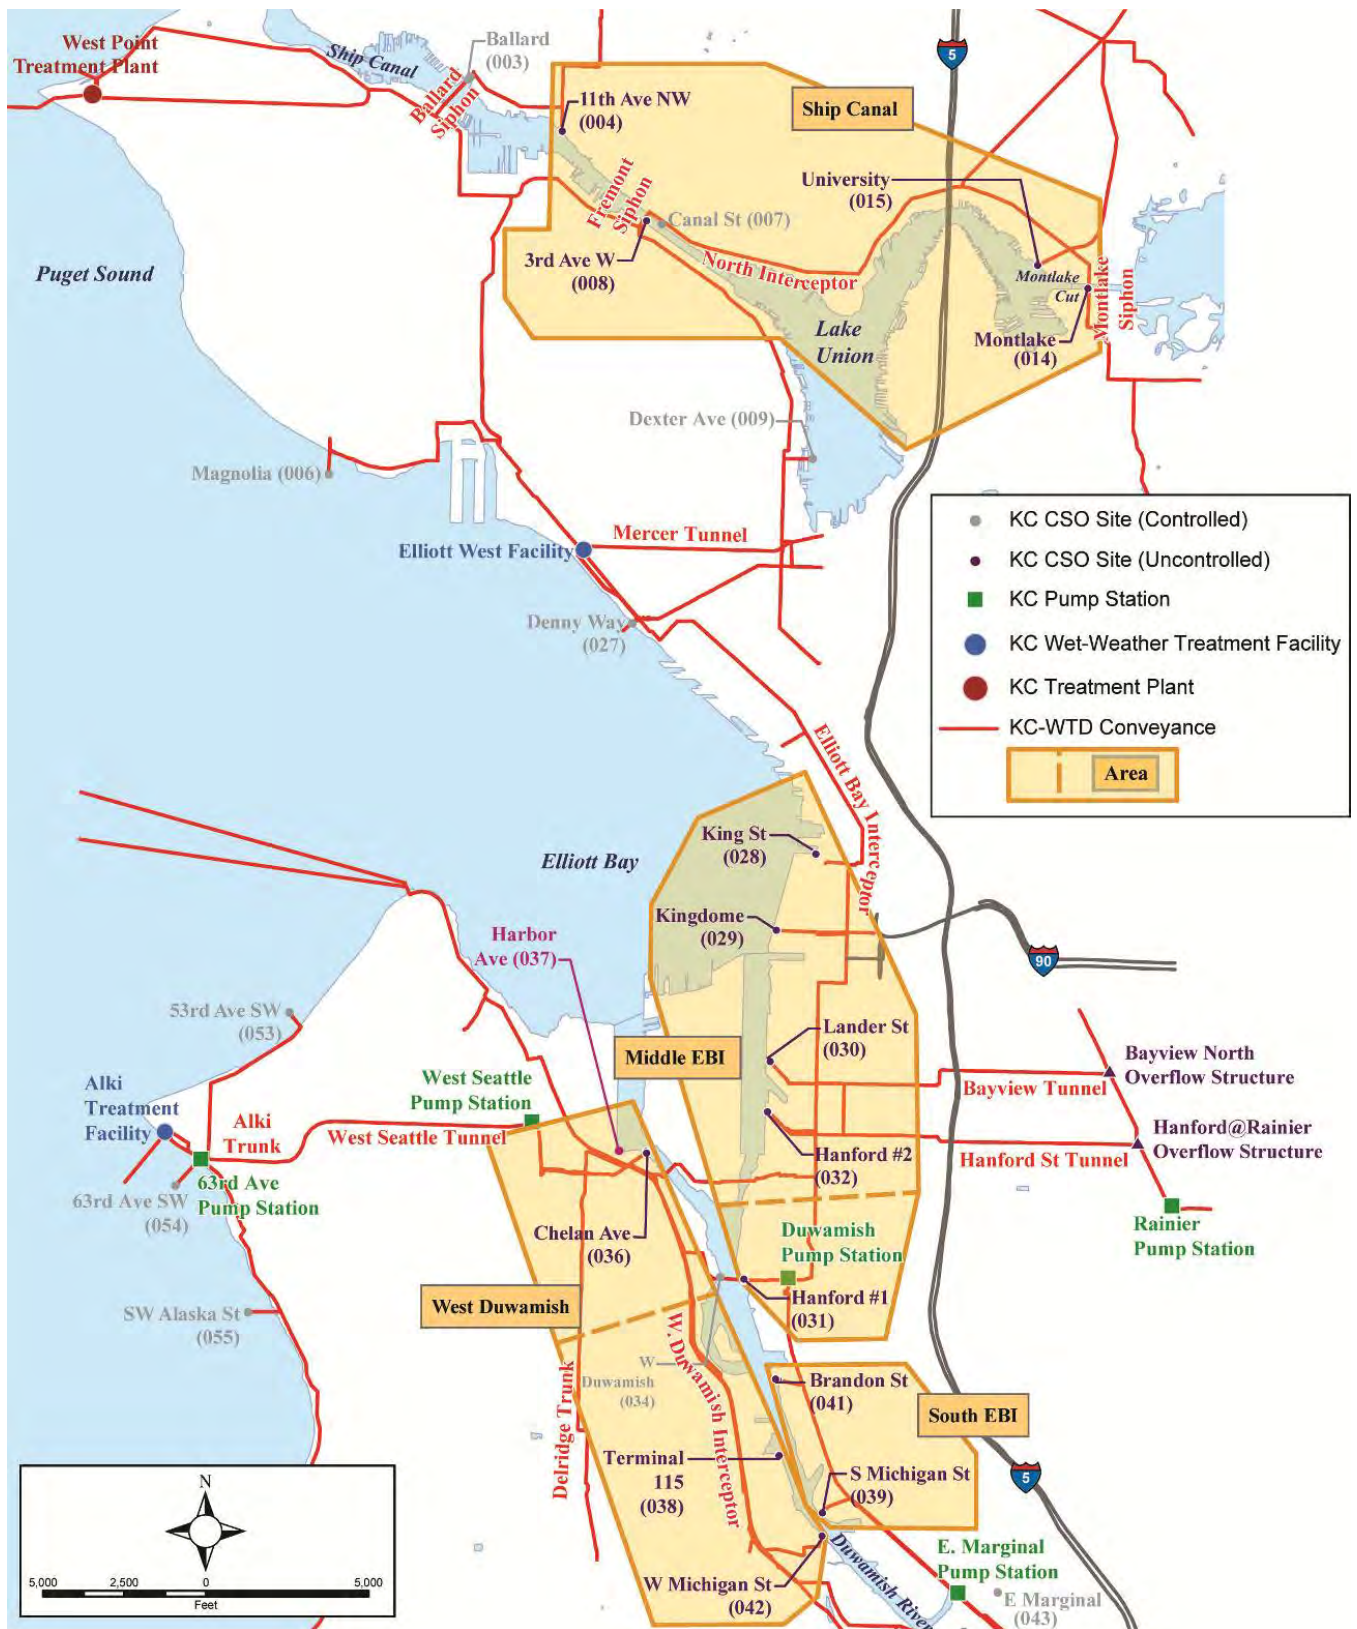 West Point
Treatment Plant
Ship Canal
Ballard
(003)
Ballard
Siphon
11th Ave NW
(004)
Ship Canal
5
Fremont
Siphon
University
(015)
Canal St (007)
3rd Ave W
(008)
North Interceptor
Montlake
Cut
Montlake
Siphon
Puget Sound
Lake
Union
Montlake
(014)
Dexter Ave (009)
Magnolia (006)
Mercer Tunnel
Elliott West Facility
Denny Way
(027)
KC CSO Site (Controlled)
KC CSO Site (Uncontrolled)
KC Pump Station
KC Wet-Weather Treatment Facility
KC Treatment Plant
KC-WTD Conveyance
Area
Elliott Bay Interceptor
King St
(028)
Elliott Bay
Kingdome
(029)
Harbor
Ave (037)
90
53rd Ave SW
(053)
Lander St
(030)
Middle EBI
Bayview North
Overflow Structure
Bayview Tunnel
Alki
Treatment
Facility
West Seattle
Pump Station
Alki
Trunk
West Seattle Tunnel
Hanford@Rainier
Overflow Structure
Hanford St Tunnel
Hanford #2
(032)
63rd Ave SW
(054)
63rd Ave
Pump Station
Chelan Ave
(036)
Duwamish
Pump Station
Rainier
Pump Station
SW Alaska St
(055)
West Duwamish
Hanford #1
(031)
W
Duwamish
(034)
W. Duwamish Interceptor
Delridge Trunk
Brandon St
(041)
South EBI
Terminal
115
(038)
S Michigan St
(039)
5
W Michigan St
(042)
Duwamish River
E. Marginal
Pump Station
E Marginal
(043)
N
5,000 2,500 0 5,000
Feet